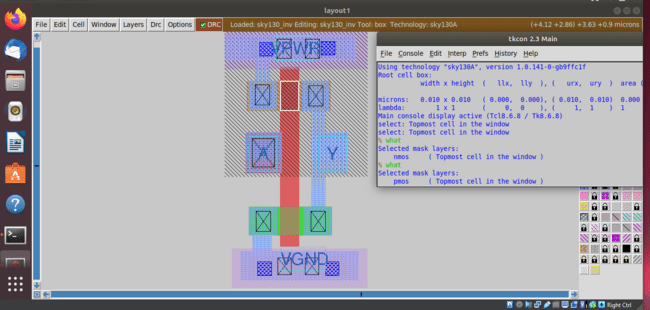 layout1
File Edit Cell Window Layers Drc Options DRC Loaded: sky130_inv Editing: sky130_inv Tool: box Technology: sky130A (+4.12 +2.86) +3.63 +0.9 microns
VPWR
A
Y
VGND
tkcon 2.3 Main
File Console Edit Interp Prefs History Help
Using technology "sky130A", version 1.0.141-0-gb9ffc1f
Root cell box:
width x height ( llx, lly ), ( urx, ury ) area (
microns: 0.010 x 0.010 ( 0.000, 0.000), ( 0.010, 0.010) 0.000
lambda: 1 x 1 ( 0, 0 ), ( 1, 1 ) 1
Main console display active (Tcl8.6.8 / Tk8.6.8)
select: Topmost cell in the window
select: Topmost cell in the window
% what
Selected mask layers:
nmos ( Topmost cell in the window )
% what
Selected mask layers:
pmos ( Topmost cell in the window )
Right Ctrl